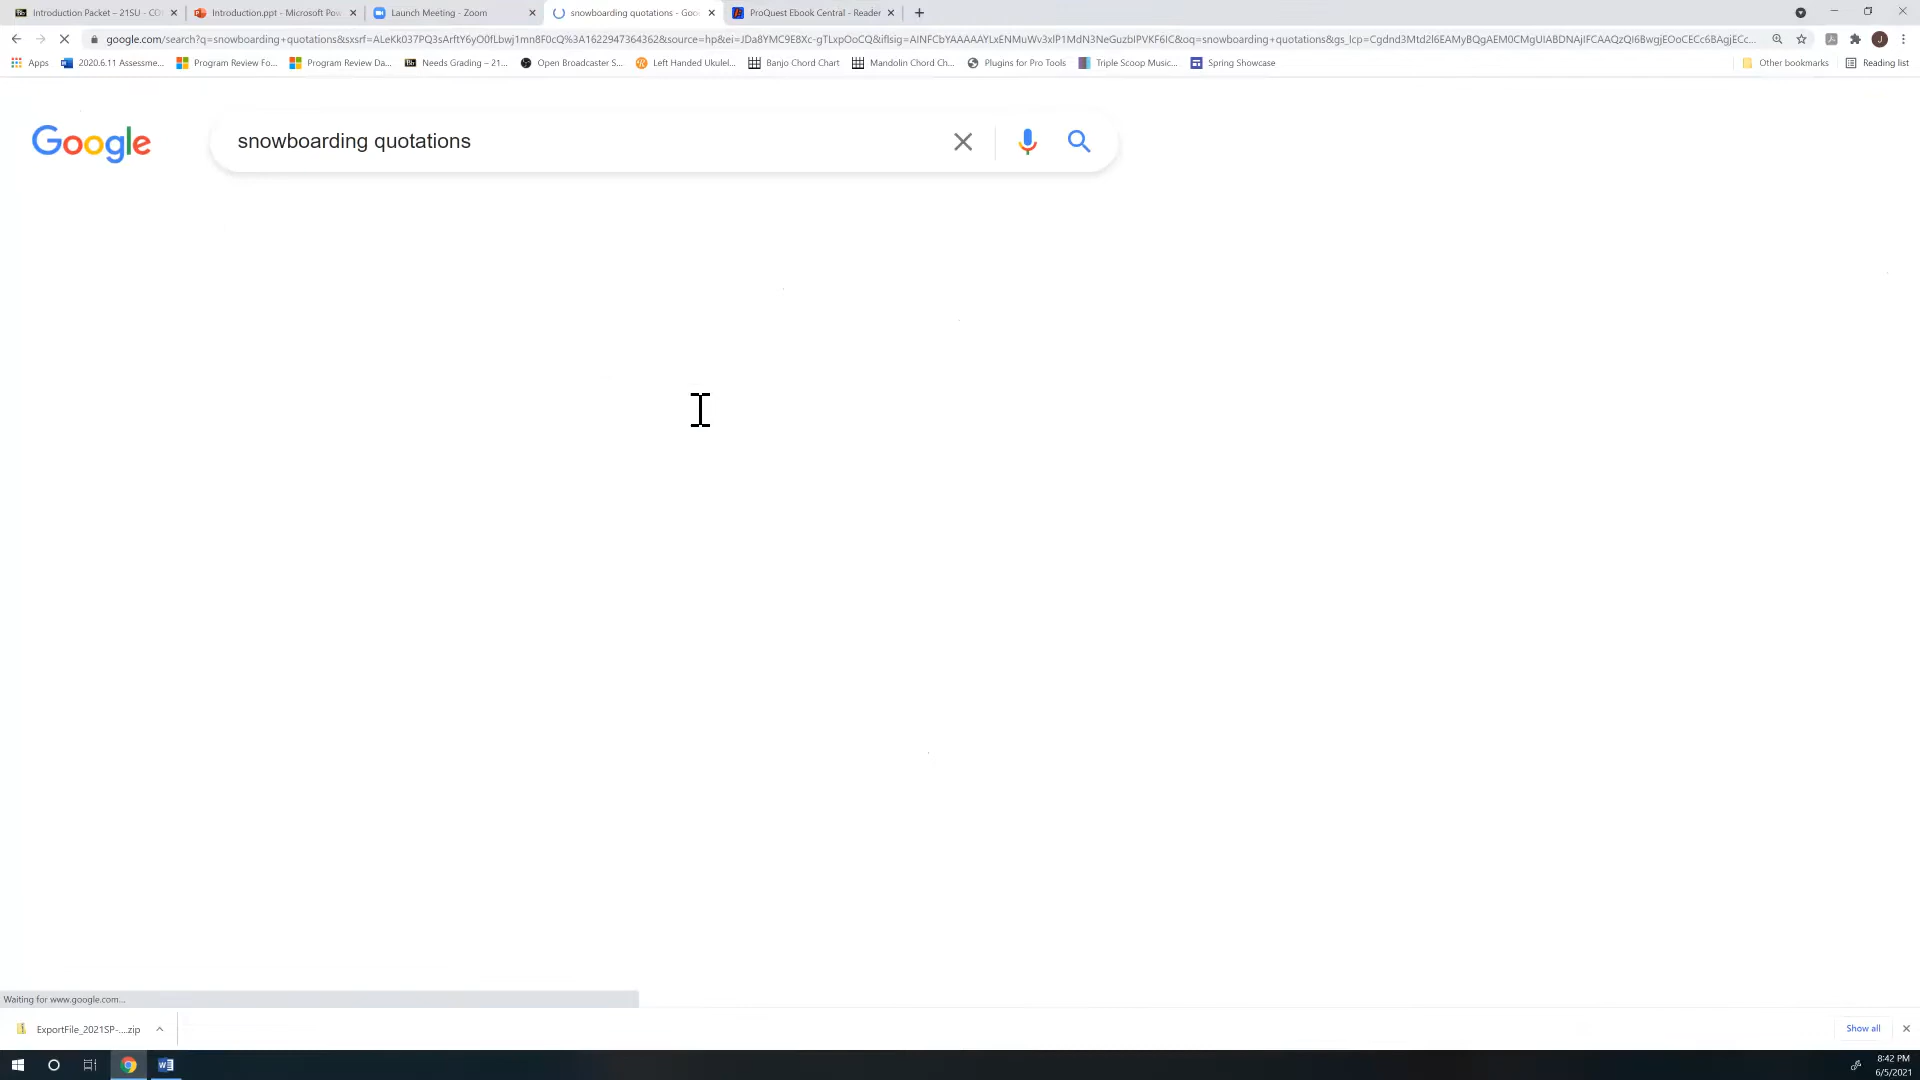 Introduction Packet – 21SU - CO
Introduction.ppt - Microsoft Pow
Launch Meeting - Zoom
snowboarding quotations - Goo
ProQuest Ebook Central - Reader
Apps
2020.6.11 Assessme...
Program Review Fo...
Program Review Da...
Needs Grading – 21...
Open Broadcaster S...
Left Handed Ukulel...
Banjo Chord Chart
Mandolin Chord Ch...
Plugins for Pro Tools
Triple Scoop Music...
Spring Showcase
Other bookmarks
Reading list
Google
snowboarding quotations
Waiting for www.google.com...
ExportFile_2021SP-....zip
Show all
8:42 PM
6/5/2021